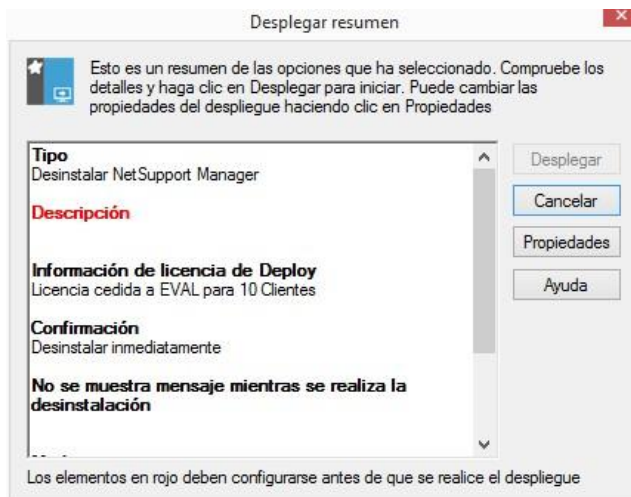 Desplegar resumen
Esto es un resumen de las opciones que ha seleccionado. Compruebe los
detalles y haga clic en Desplegar para iniciar. Puede cambiar las
propiedades del despliegue haciendo clic en Propiedades
Tipo
Desinstalar NetSupport Manager
Descripción
Información de licencia de Deploy
Licencia cedida a EVAL para 10 Clientes
Confirmación
Desinstalar inmediatamente
No se muestra mensaje mientras se realiza la
desinstalación
Desplegar
Cancelar
Propiedades
Ayuda
Los elementos en rojo deben configurarse antes de que se realice el despliegue